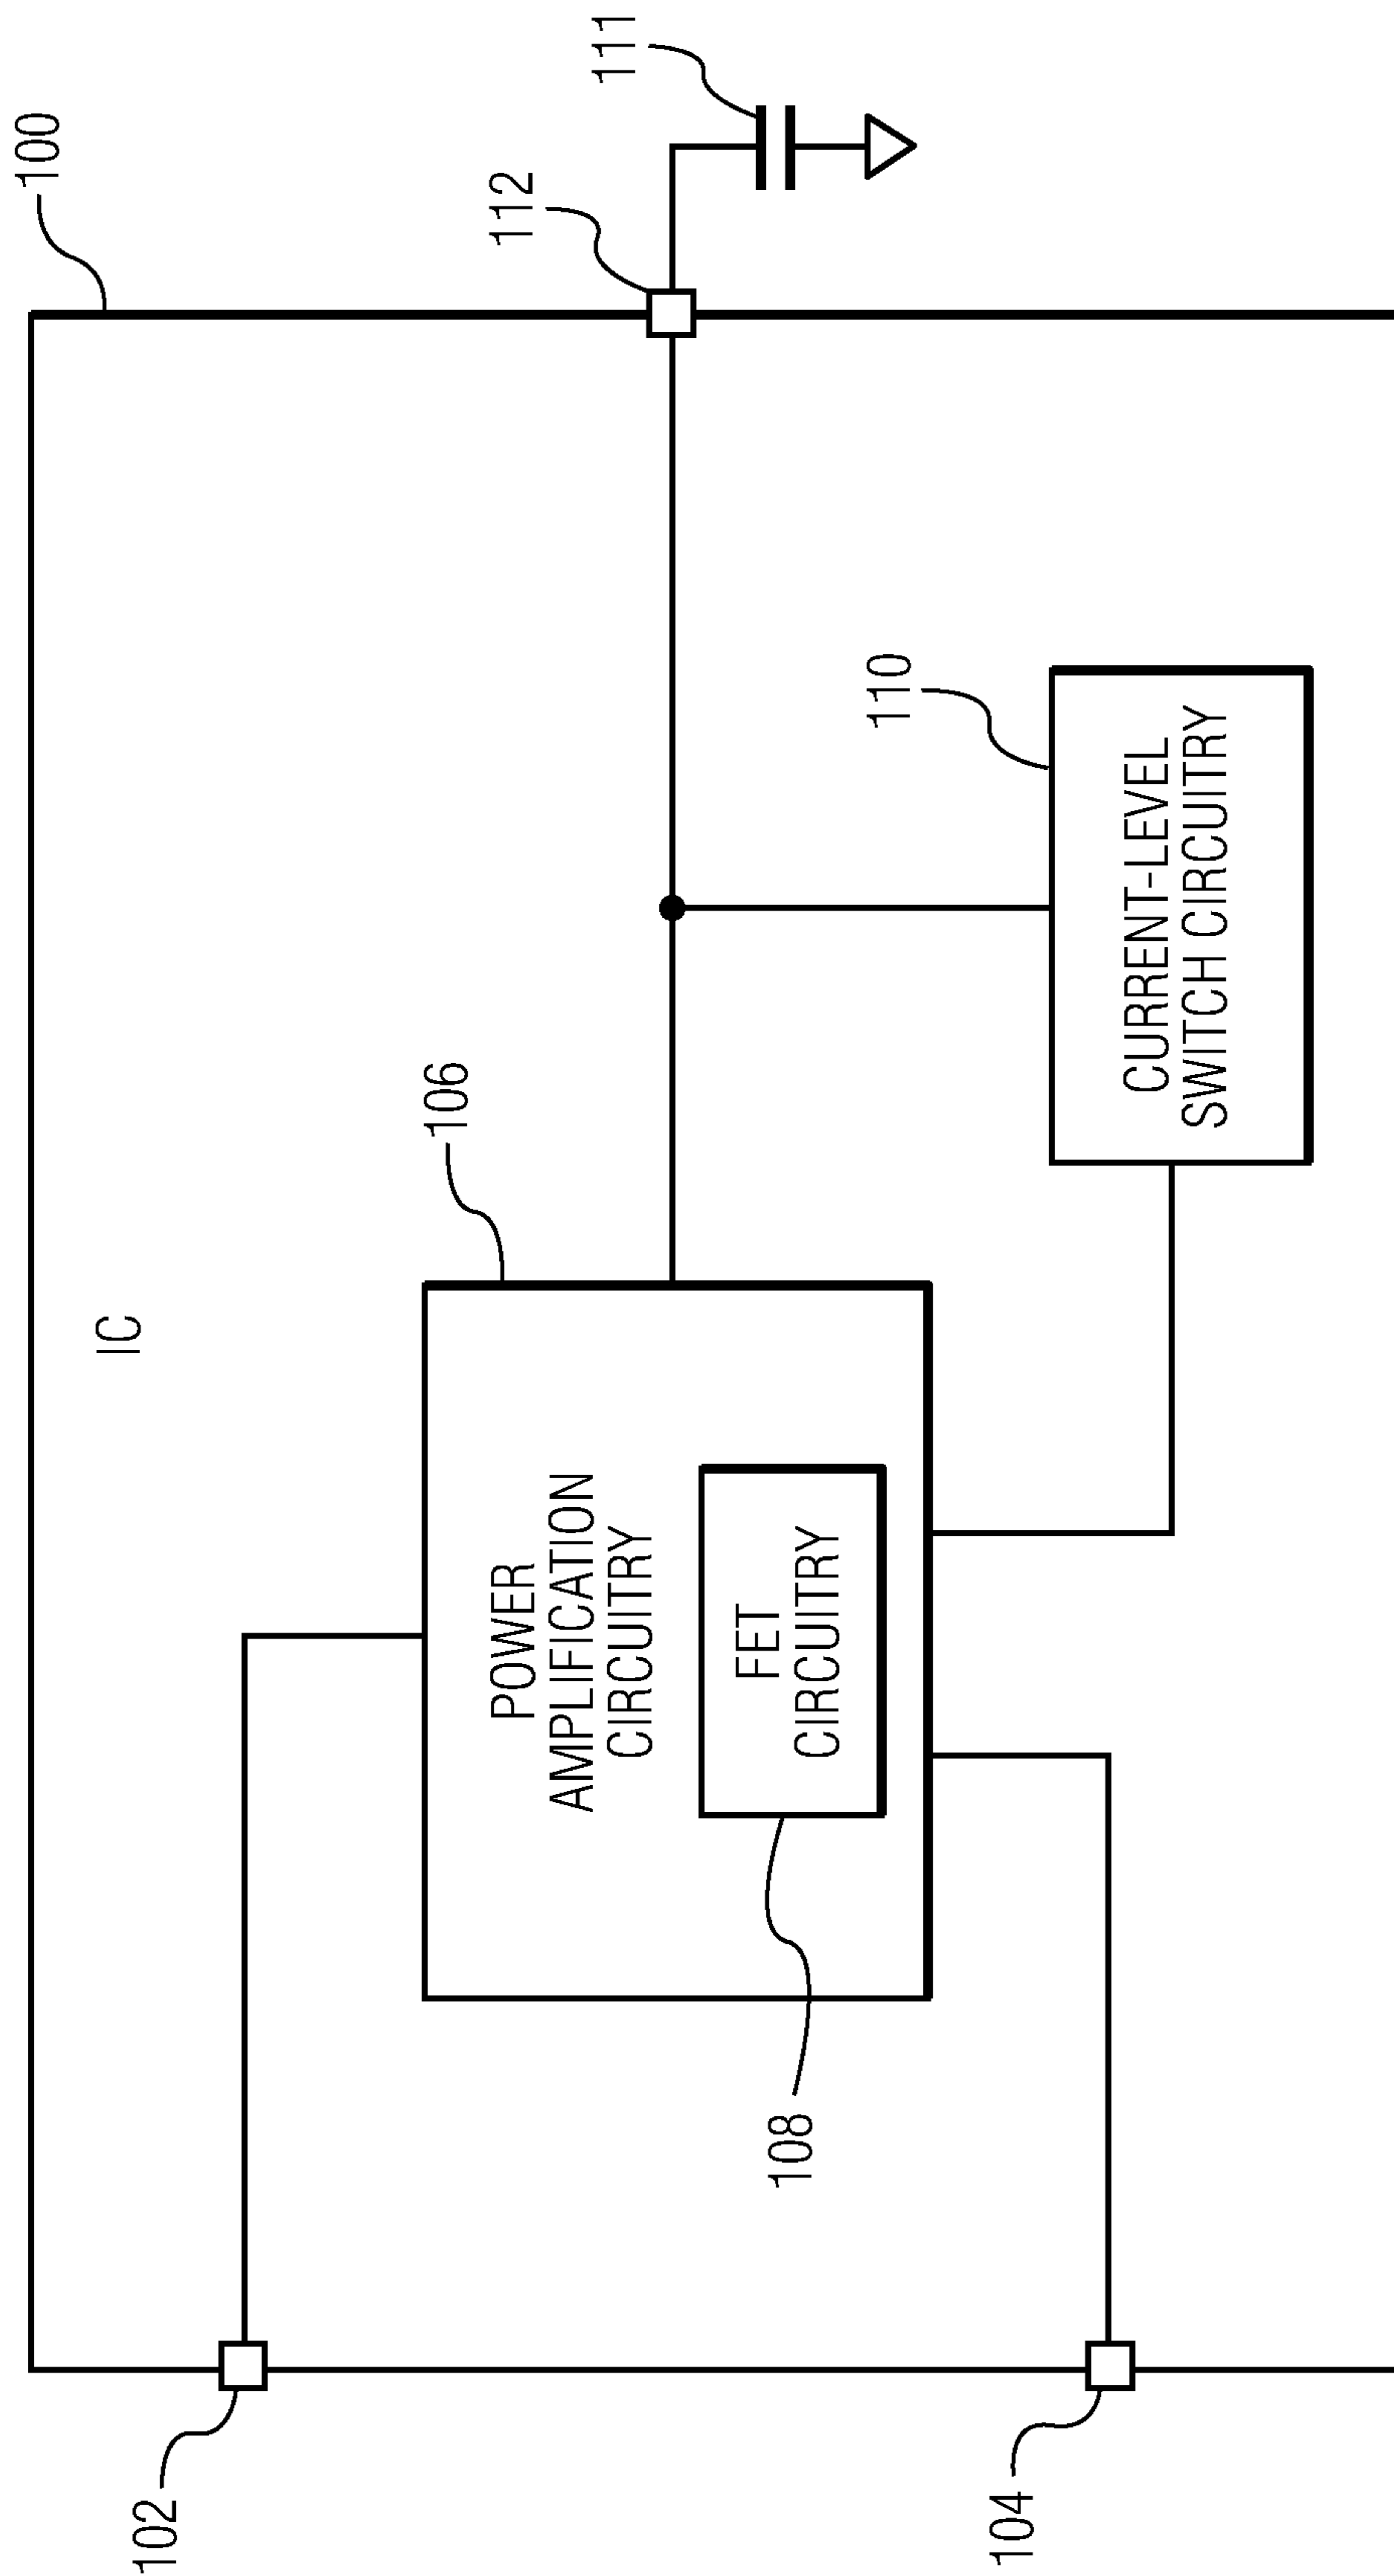 100
IC
102
112
111
106
POWER
AMPLIFICATION
CIRCUITRY
FET
CIRCUITRY
108
110
CURRENT-LEVEL
SWITCH CIRCUITRY
104